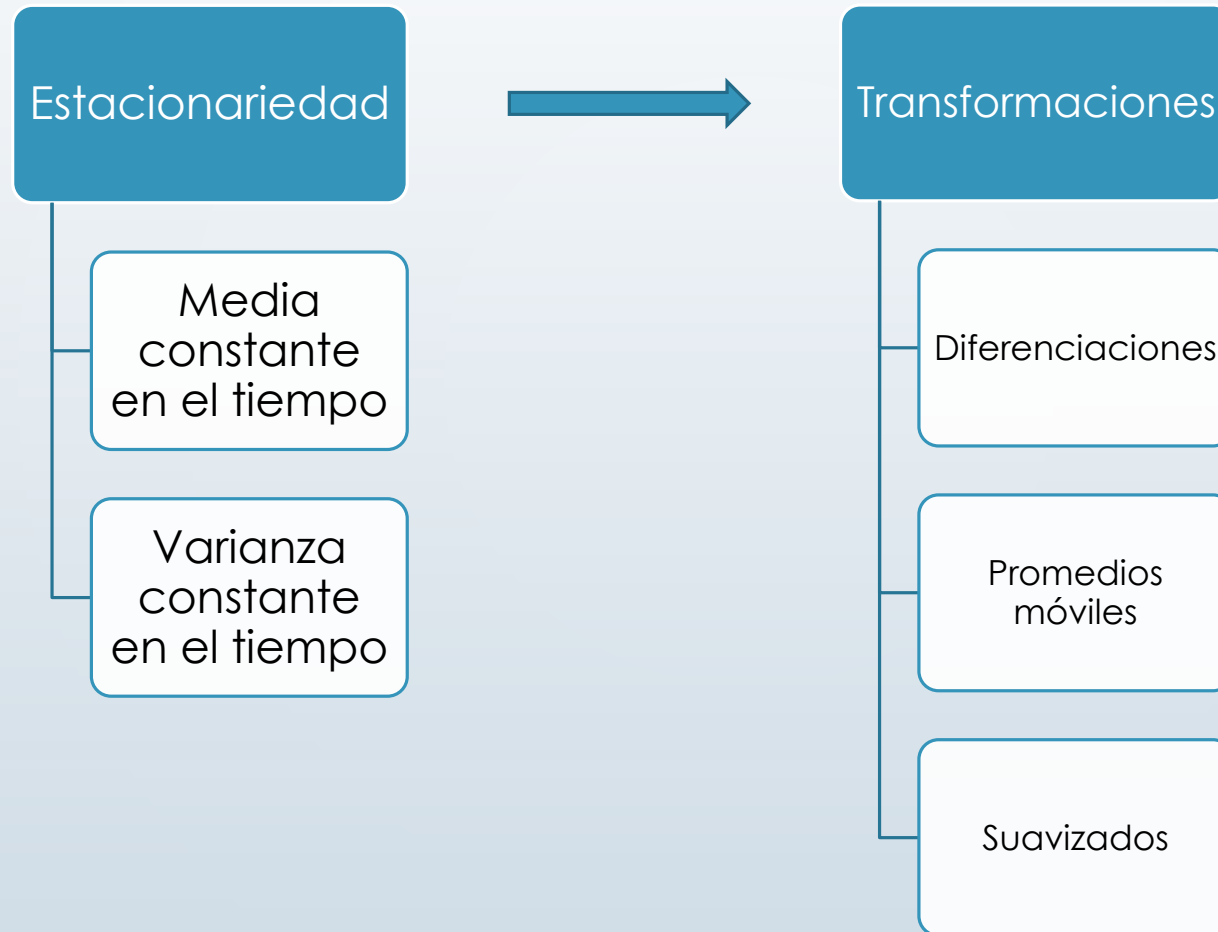 Estacionariedad
Media
constante
en el tiempo
Varianza
constante
en el tiempo
Transformaciones
Diferenciaciones
Promedios
móviles
Suavizados